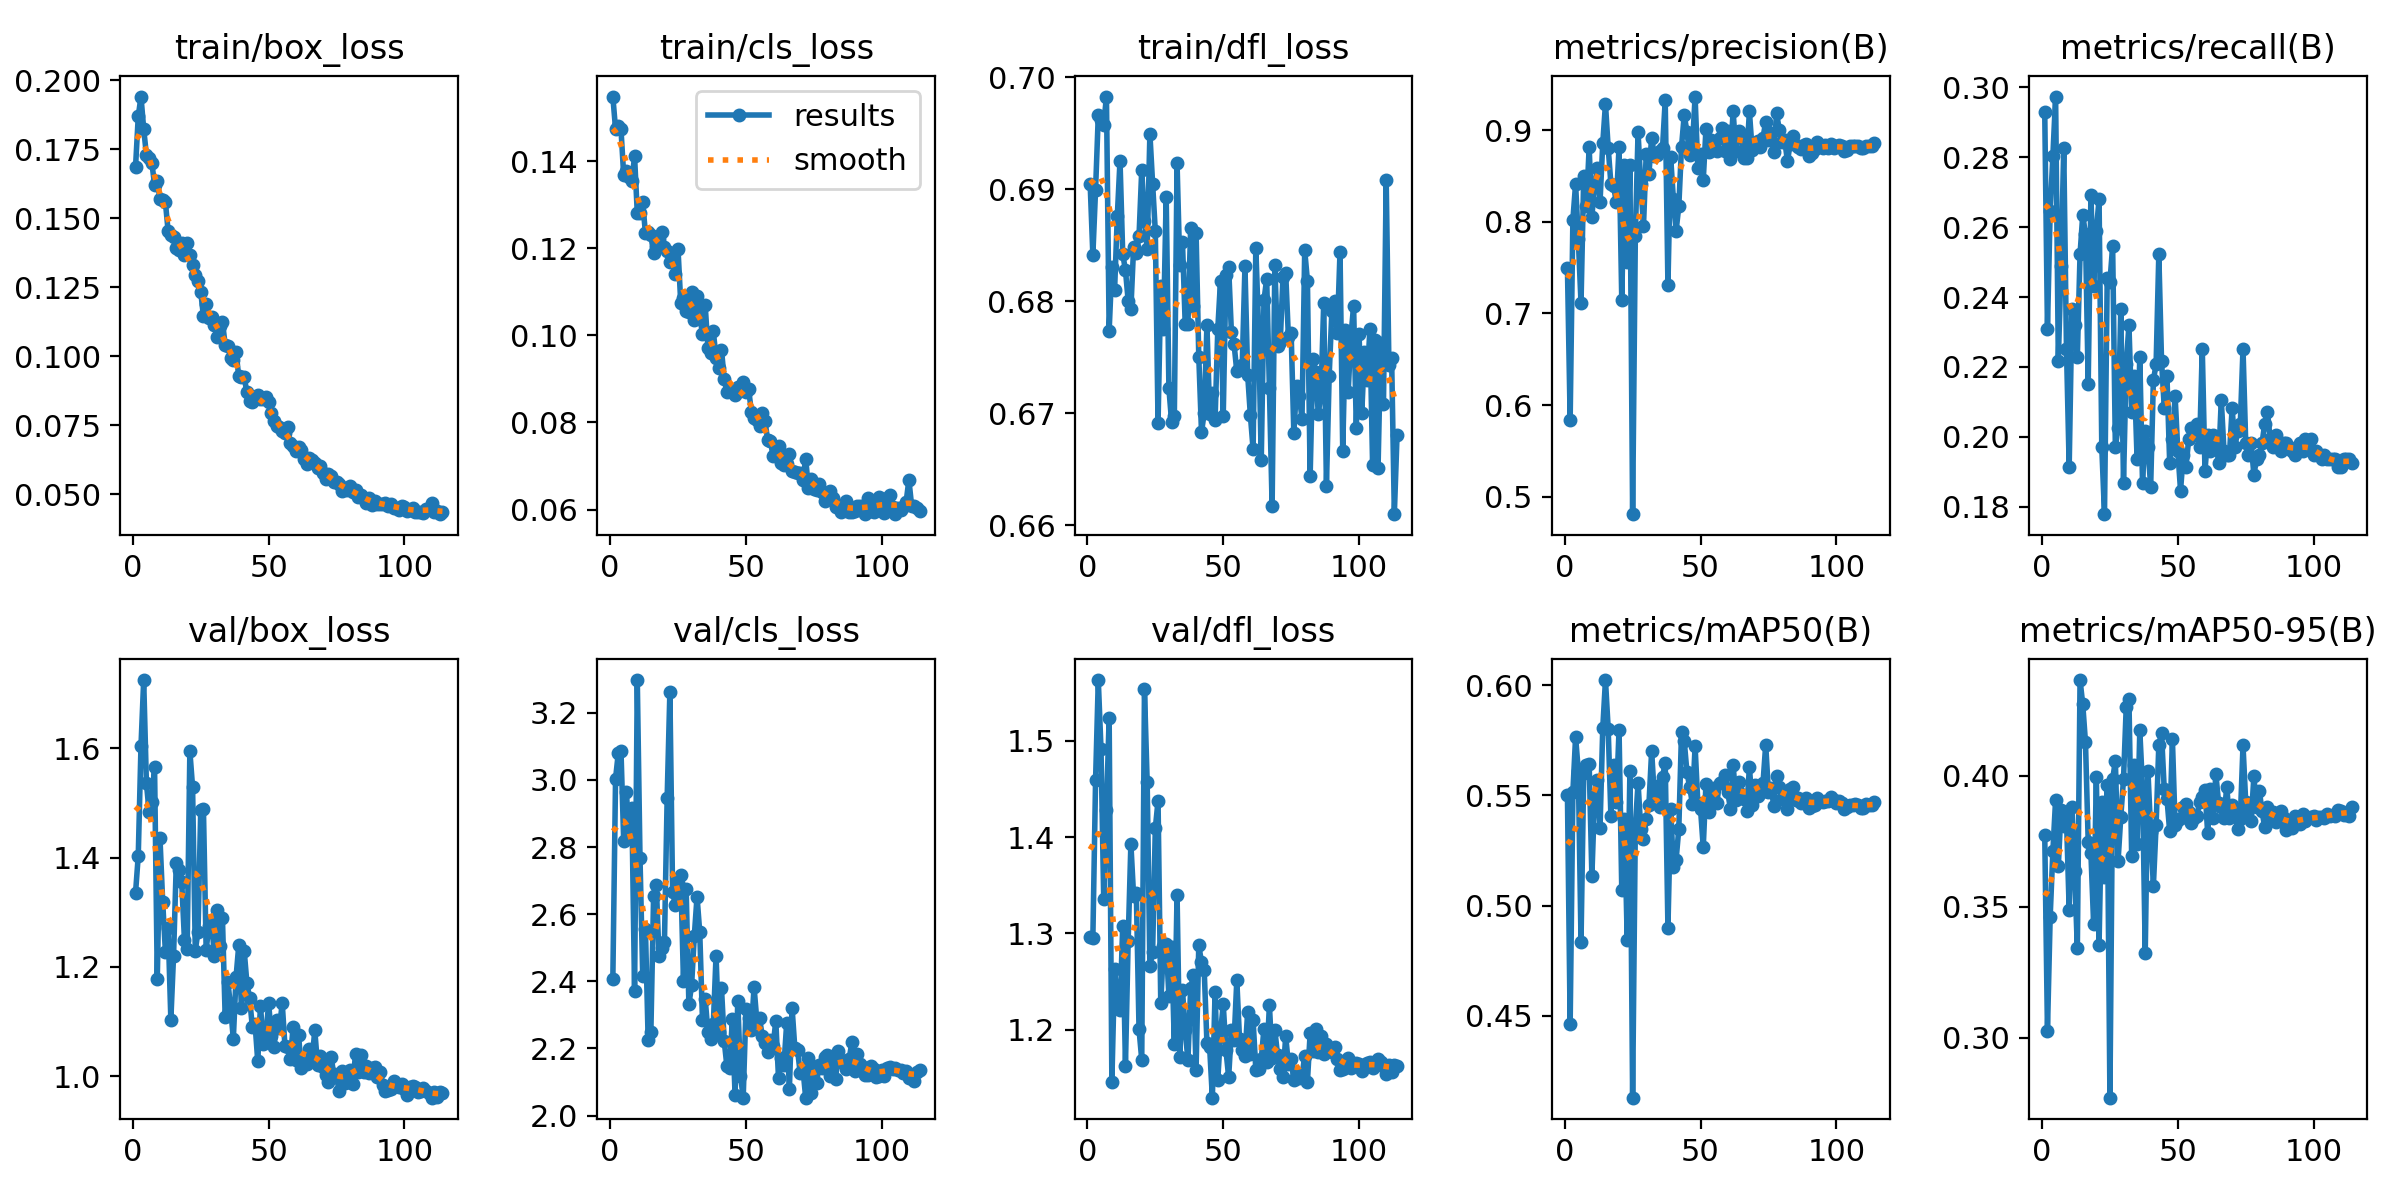 train/box_loss
train/cls_loss
train/dfl_loss
metrics/precision(B)
metrics/recall(B)
0.200
0.175
0.150
0.125
0.100
0.075
0.050
0 50 100
results
smooth
0.14
0.12
0.10
0.08
0.06
0 50 100
0.70
0.69
0.68
0.67
0.66
0 50 100
0.9
0.8
0.7
0.6
0.5
0 50 100
0.30
0.28
0.26
0.24
0.22
0.20
0.18
0 50 100
val/box_loss
val/cls_loss
val/dfl_loss
metrics/mAP50(B)
metrics/mAP50-95(B)
1.6
1.4
1.2
1.0
0 50 100
3.2
3.0
2.8
2.6
2.4
2.2
2.0
0 50 100
1.5
1.4
1.3
1.2
0 50 100
0.60
0.55
0.50
0.45
0 50 100
0.40
0.35
0.30
0 50 100